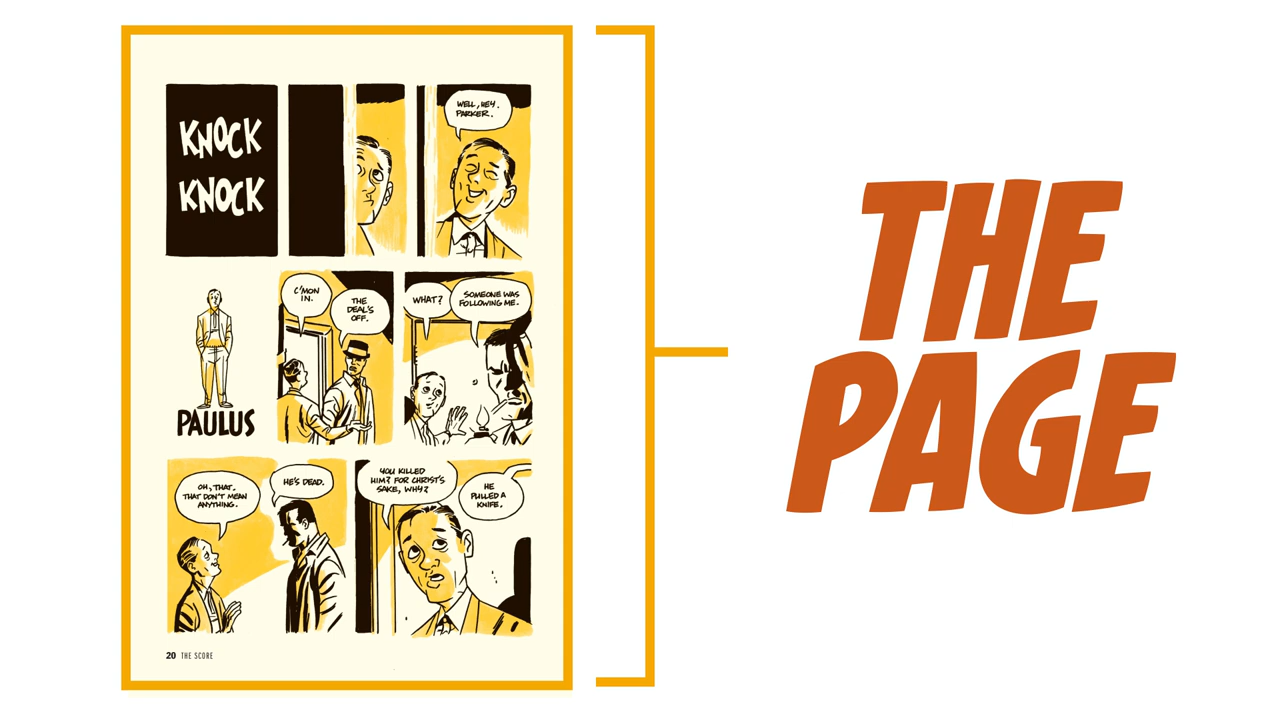 KNOCK
KNOCK
WELL, HEY.
PARKER.
PAULUS
C'MON
IN.
THE
DEAL'S
OFF.
WHAT?
SOMEONE WAS
FOLLOWING ME.
OH, THAT.
THAT DON'T MEAN
ANYTHING.
HE'S DEAD.
YOU KILLED
HIM? FOR CHRIST'S
SAKE, WHY?
HE
PULLED A
KNIFE.
20 THE SCORE
THE
PAGE